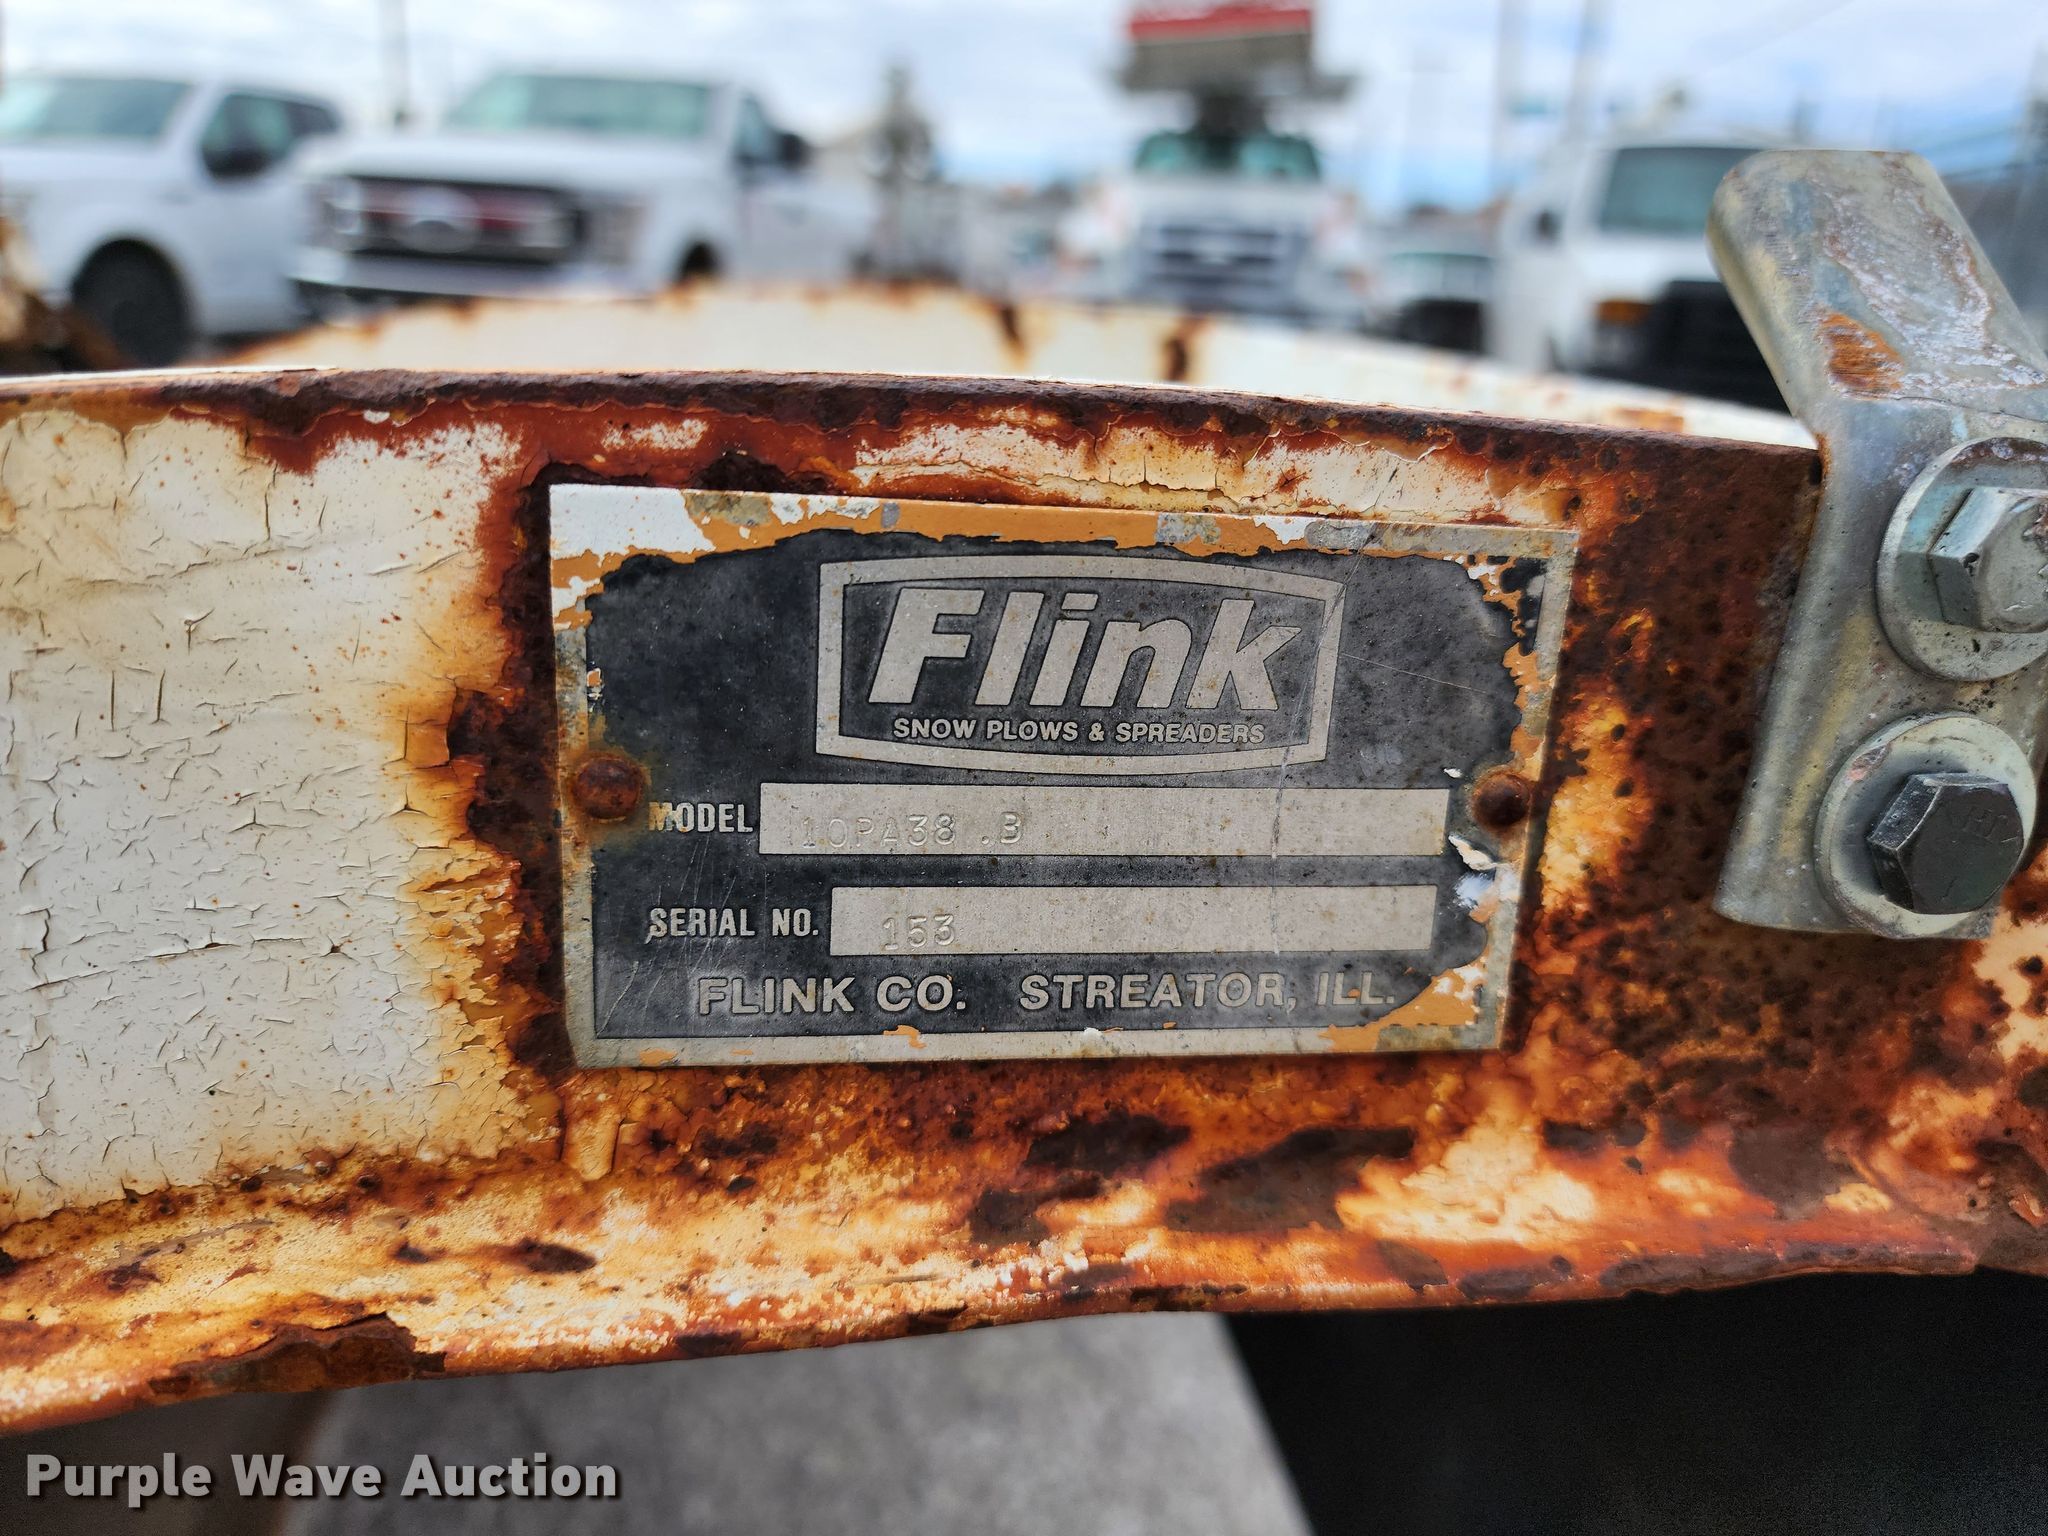 Flink
SNOW PLOWS & SPREADERS
MODEL 10PA38 .B
SERIAL NO. 153
FLINK CO. STREATOR, ILL.
Purple Wave Auction